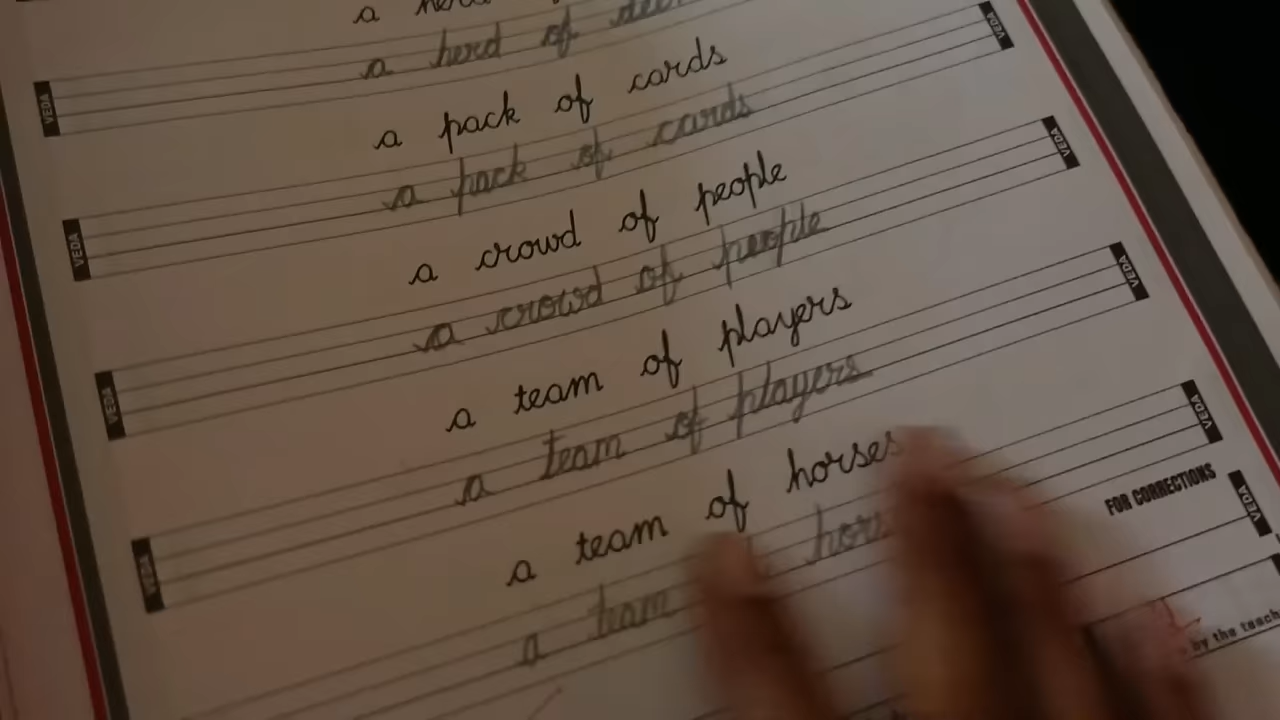 a
a herd of
a pack of cards
a pack of cards
a crowd of people
a crowd of people
a team of players
a team of players
a team of horses
a team
VEDA
VEDA
VEDA
VEDA
VEDA
VEDA
VEDA
VEDA
FOR CORRECTIONS
VEDA
by the teach